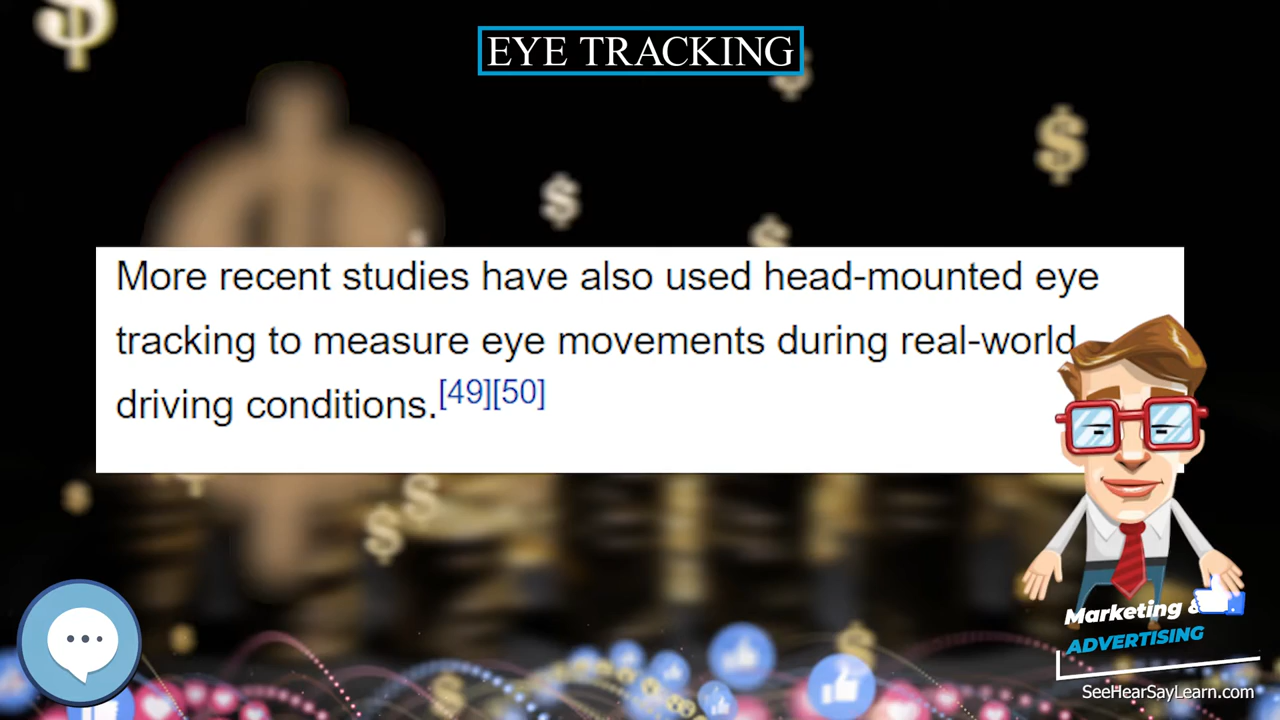 EYE TRACKING
More recent studies have also used head-mounted eye
tracking to measure eye movements during real-world
driving conditions.[49][50]
Marketing &
ADVERTISING
SeeHearSayLearn.com